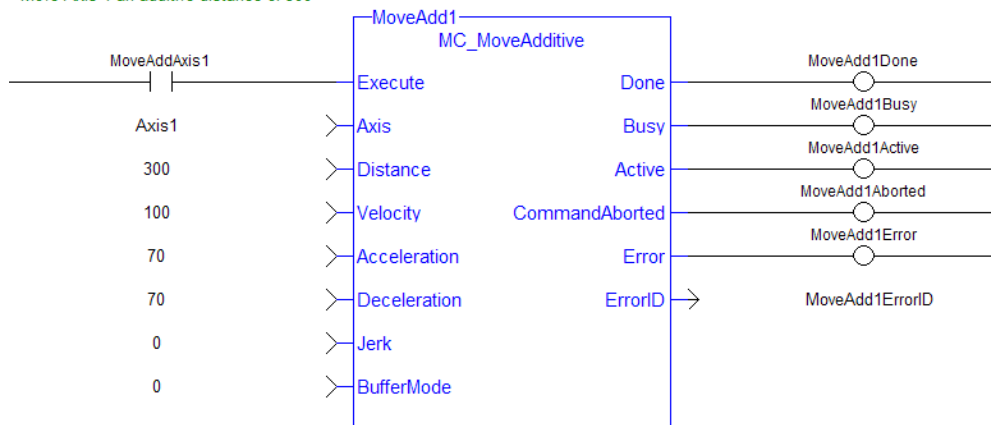 MoveAdd1
MC_MoveAdditive
MoveAddAxis1 Execute Done MoveAdd1Done
Axis1 Axis Busy MoveAdd1Busy
300 Distance Active MoveAdd1Active
100 Velocity CommandAborted MoveAdd1Aborted
70 Acceleration Error MoveAdd1Error
70 Deceleration ErrorID MoveAdd1ErrorID
0 Jerk
0 BufferMode